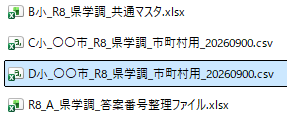 B小_R8_県学調_共通マスタ.xlsx
C小_〇〇市_R8_県学調_市町村用_20260900.csv
D小_〇〇市_R8_県学調_市町村用_20260900.csv
R8_A_県学調_答案番号整理ファイル.xlsx